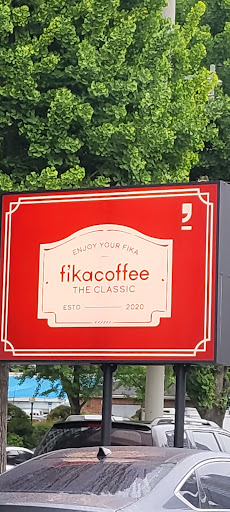 ENJOY YOUR FIKA
fikacoffee
THE CLASSIC
ESTD 2020